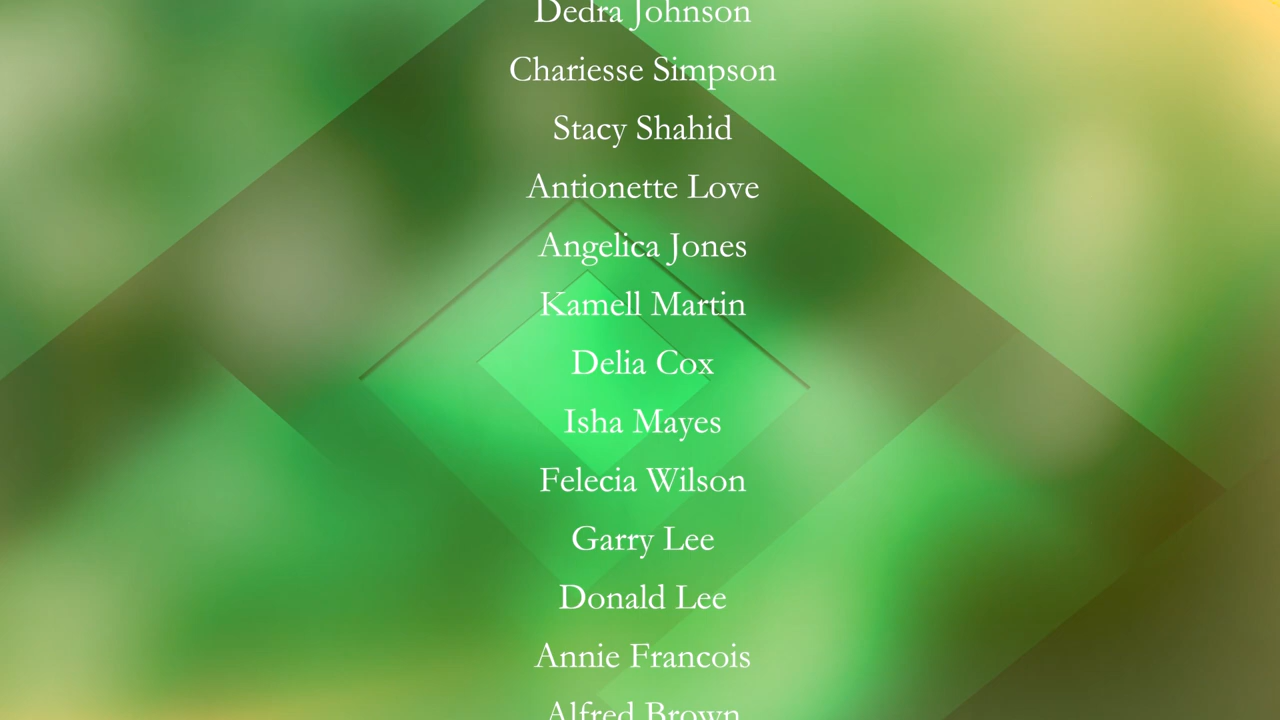 Dedra Johnson
Chariesse Simpson
Stacy Shahid
Antionette Love
Angelica Jones
Kamell Martin
Delia Cox
Isha Mayes
Felecia Wilson
Garry Lee
Donald Lee
Annie Francois
Alfred Brown